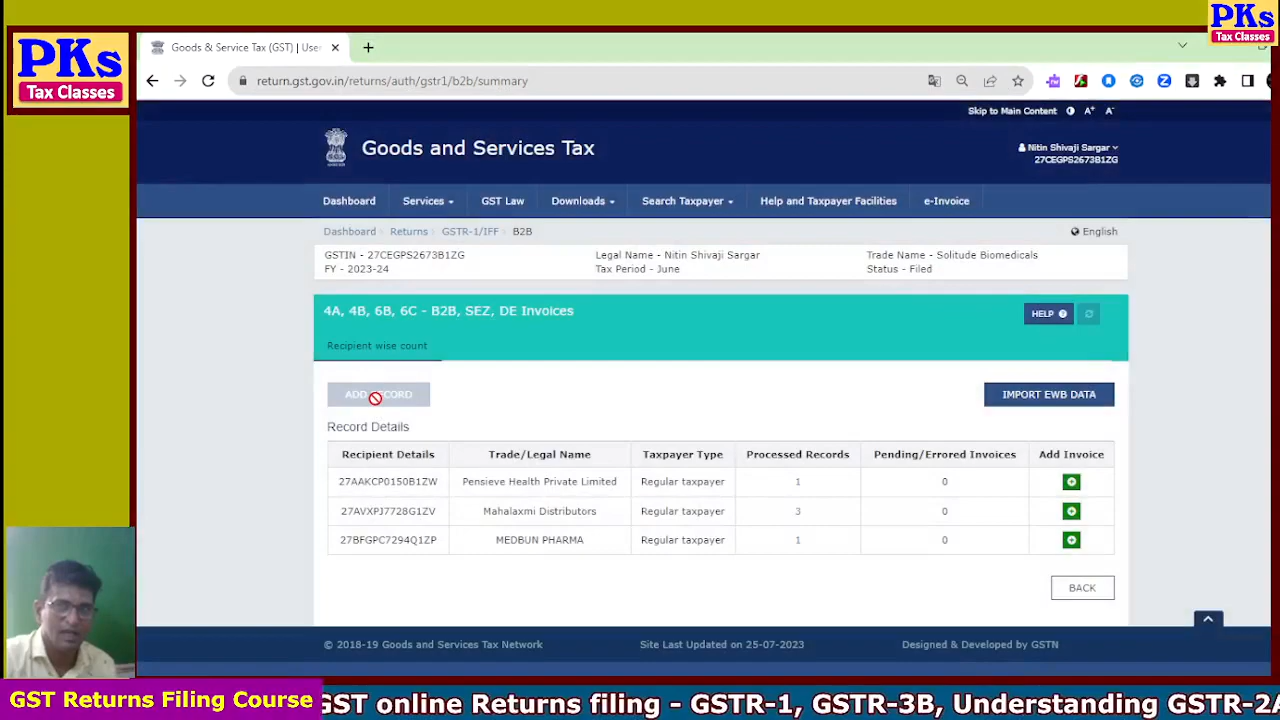 PKs
Tax Classes
PKs
Tax Classes
Goods & Service Tax (GST) | Use
return.gst.gov.in/returns/auth/gstr1/b2b/summary
Skip to Main Content A+ A-
Goods and Services Tax
Nitin Shivaji Sargar
27CEGPS2673B1ZG
Dashboard Services GST Law Downloads Search Taxpayer Help and Taxpayer Facilities e-Invoice
Dashboard Returns GSTR-1/IFF B2B English
GSTIN - 27CEGPS2673B1ZG Legal Name - Nitin Shivaji Sargar Trade Name - Solitude Biomedicals
FY - 2023-24 Tax Period - June Status - Filed
4A, 4B, 6B, 6C - B2B, SEZ, DE Invoices HELP
Recipient wise count
ADD RECORD IMPORT EWB DATA
Record Details
Recipient Details Trade/Legal Name Taxpayer Type Processed Records Pending/Errored Invoices Add Invoice
27AAKCP0150B1ZW Pensieve Health Private Limited Regular taxpayer 1 0
27AVXPJ7728G1ZV Mahalaxmi Distributors Regular taxpayer 3 0
27BFGPC7294Q1ZP MEDBUN PHARMA Regular taxpayer 1 0
BACK
© 2018-19 Goods and Services Tax Network Site Last Updated on 25-07-2023 Designed & Developed by GSTN
GST Returns Filing Course GST online Returns filing - GSTR-1, GSTR-3B, Understanding GSTR-2A